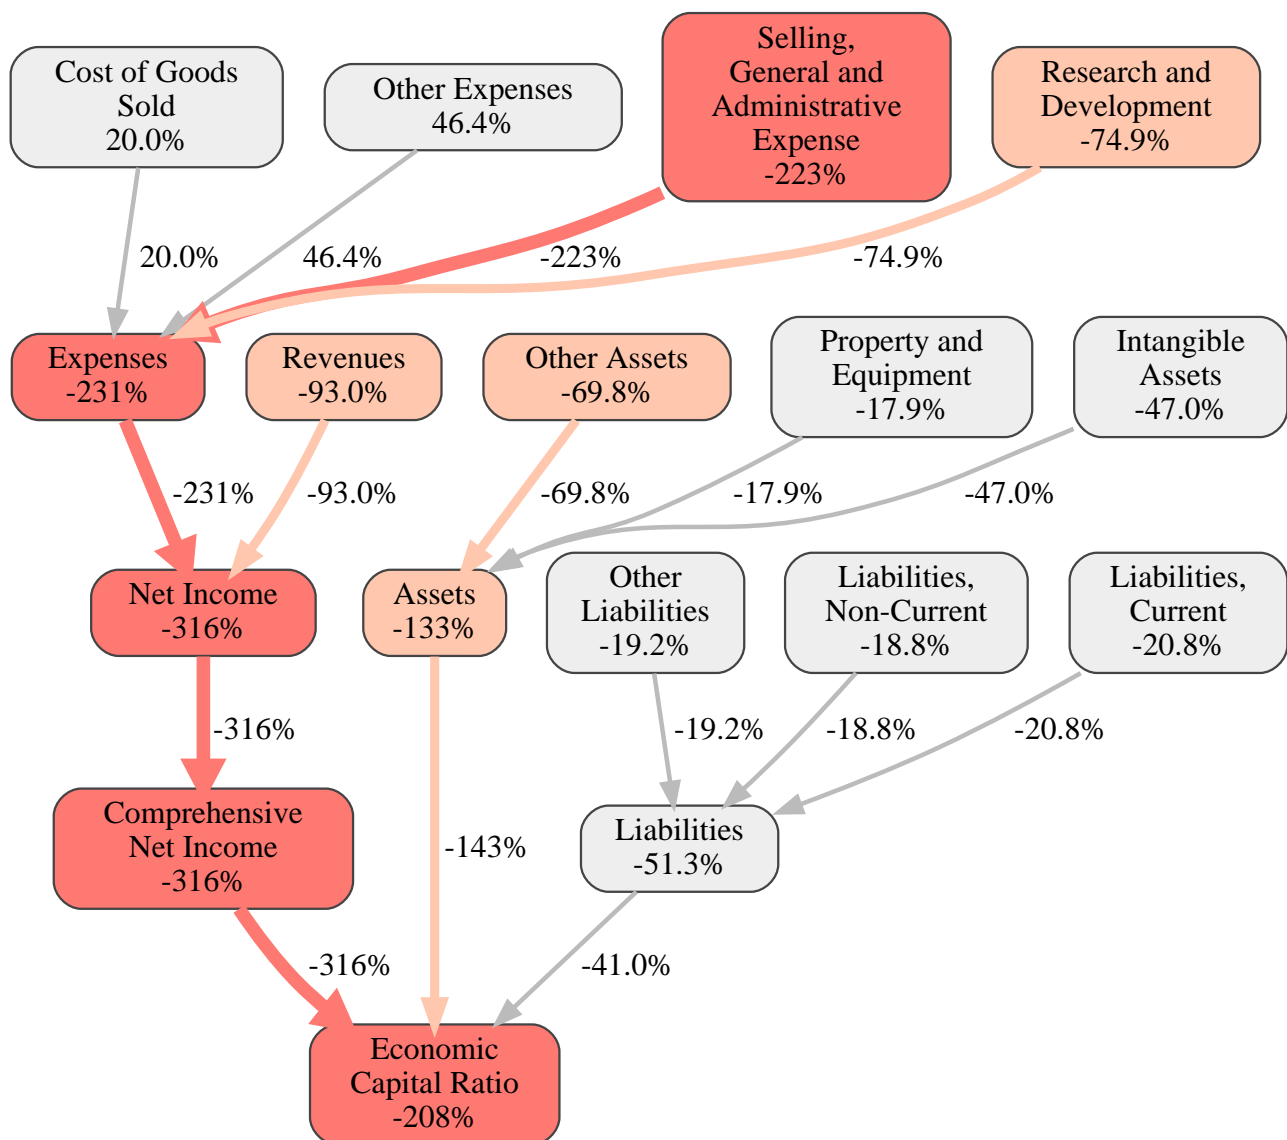 Cost of Goods
Sold
20.0%
Other Expenses
46.4%
Selling,
General and
Administrative
Expense
-223%
Research and
Development
-74.9%
20.0%
46.4%
-223%
-74.9%
Expenses
-231%
Revenues
-93.0%
Other Assets
-69.8%
Property and
Equipment
-17.9%
Intangible
Assets
-47.0%
-231%
-93.0%
-69.8%
-17.9%
-47.0%
Net Income
-316%
Assets
-133%
Other
Liabilities
-19.2%
Liabilities,
Non-Current
-18.8%
Liabilities,
Current
-20.8%
-316%
-19.2%
-18.8%
-20.8%
Comprehensive
Net Income
-316%
-143%
Liabilities
-51.3%
-316%
-41.0%
Economic
Capital Ratio
-208%